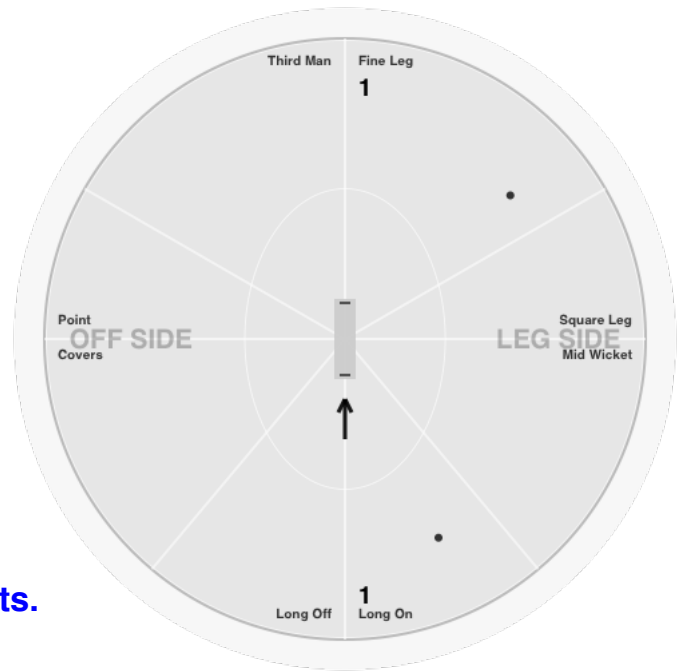 Third Man
Fine Leg
1
Point
OFF SIDE
Covers
Square Leg
LEG SIDE
Mid Wicket
ts.
1
Long Off
Long On